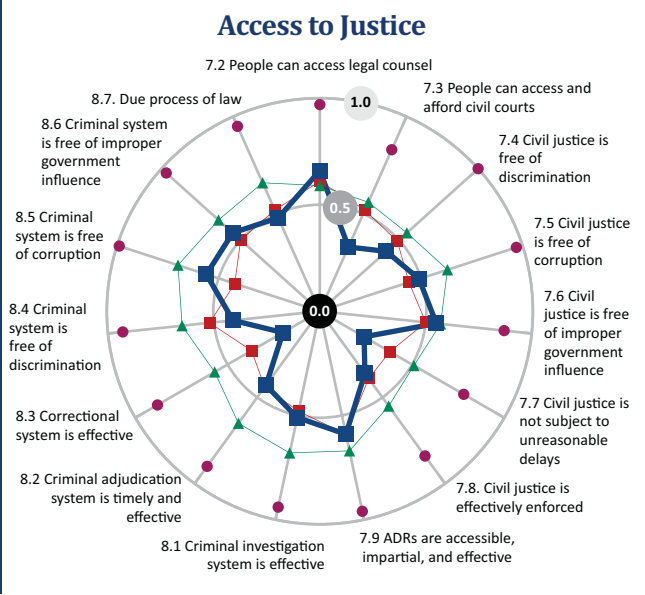 Access to Justice
7.2 People can access legal counsel
1.0
7.3 People can access and
afford civil courts
7.4 Civil justice is
free of
discrimination
7.5 Civil justice
is free of
corruption
7.6 Civil
justice is free
of improper
government
influence
7.7 Civil justice is
not subject to
unreasonable
delays
7.8. Civil justice is
effectively enforced
7.9 ADRs are accessible,
impartial, and effective
8.1 Criminal investigation
system is effective
8.2 Criminal adjudication
system is timely and
effective
8.3 Correctional
system is effective
8.4 Criminal
system is
free of
discrimination
8.5 Criminal
system is free
of corruption
8.6 Criminal system
is free of improper
government
influence
8.7. Due process of law
0.5
0.0